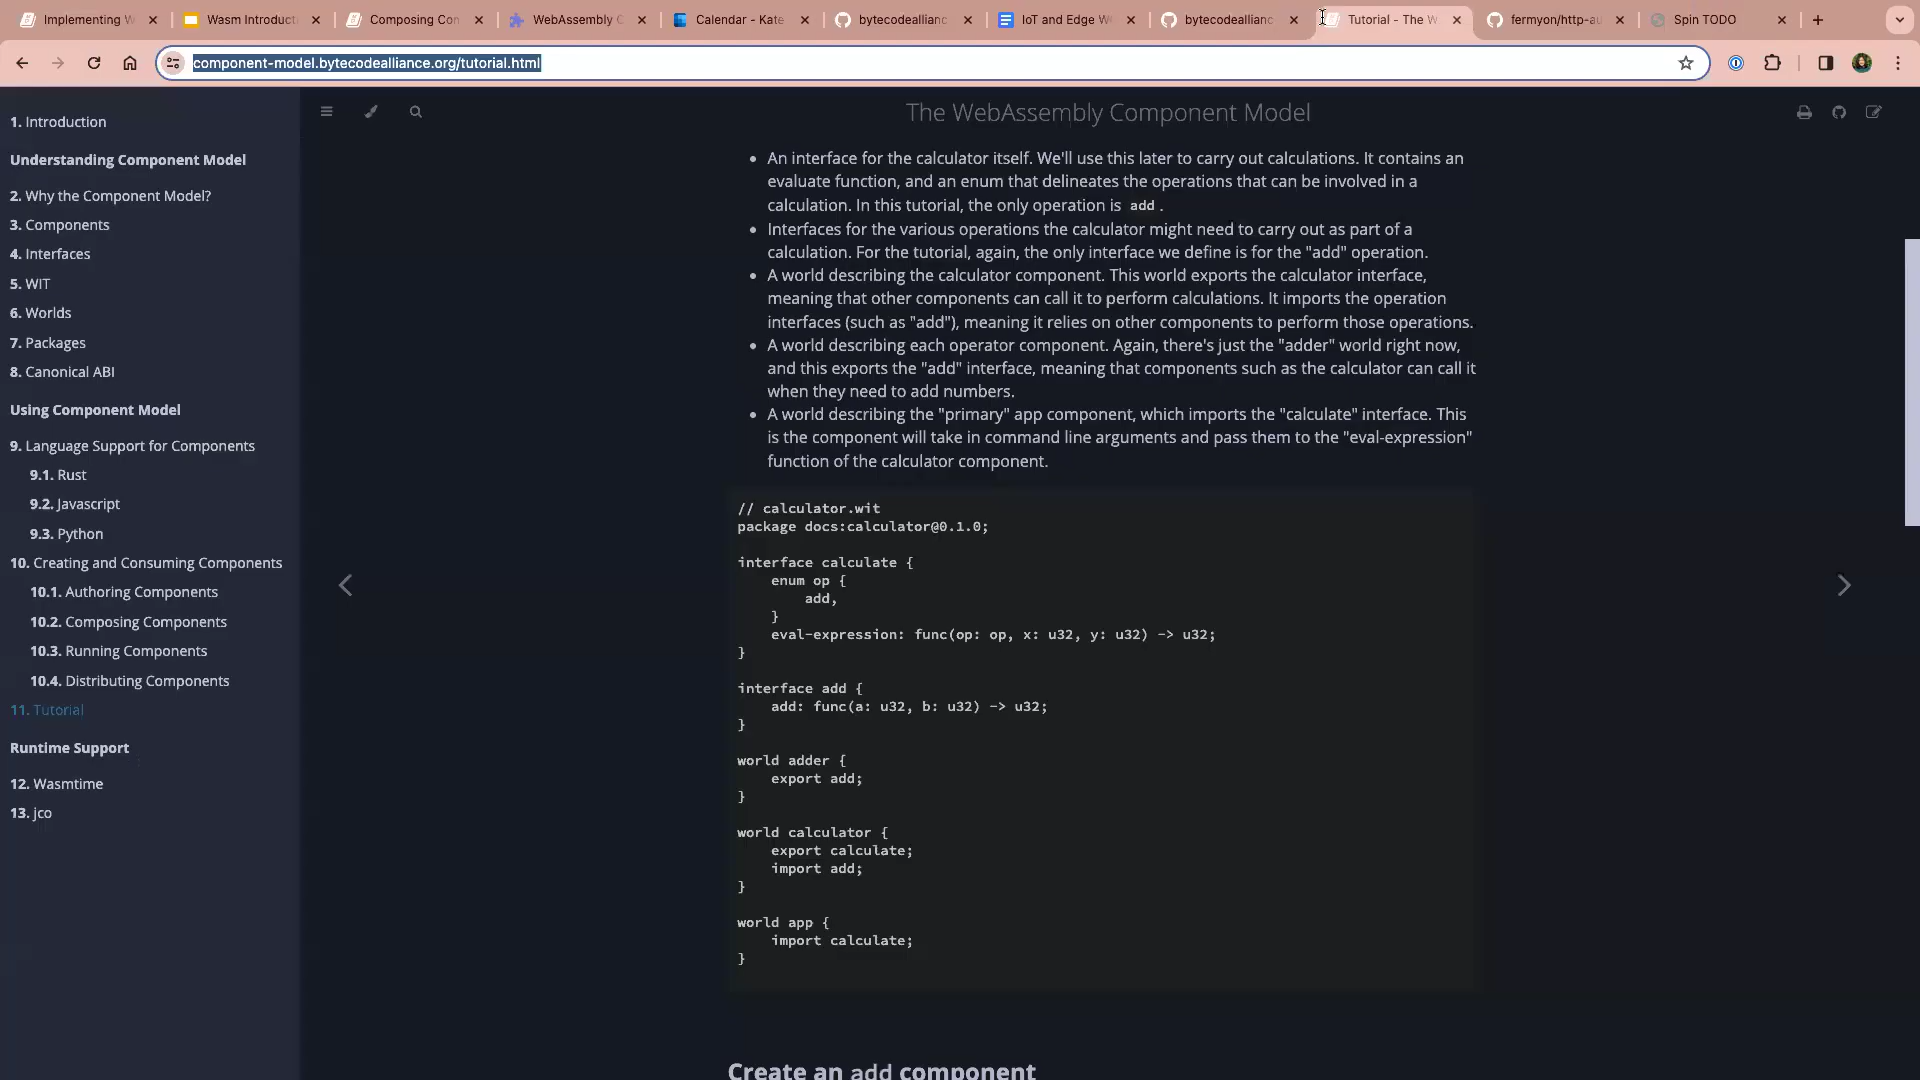 Implementing W
Wasm Introduct
Composing Con
WebAssembly C
Calendar - Kate
bytecodeallianc
IoT and Edge W
bytecodeallianc
Tutorial - The W
fermyon/http-au
Spin TODO
component-model.bytecodealliance.org/tutorial.html
1. Introduction
Understanding Component Model
2. Why the Component Model?
3. Components
4. Interfaces
5. WIT
6. Worlds
7. Packages
8. Canonical ABI
Using Component Model
9. Language Support for Components
9.1. Rust
9.2. Javascript
9.3. Python
10. Creating and Consuming Components
10.1. Authoring Components
10.2. Composing Components
10.3. Running Components
10.4. Distributing Components
11. Tutorial
Runtime Support
12. Wasmtime
13. jco
The WebAssembly Component Model
• An interface for the calculator itself. We'll use this later to carry out calculations. It contains an
evaluate function, and an enum that delineates the operations that can be involved in a
calculation. In this tutorial, the only operation is add .
• Interfaces for the various operations the calculator might need to carry out as part of a
calculation. For the tutorial, again, the only interface we define is for the "add" operation.
• A world describing the calculator component. This world exports the calculator interface,
meaning that other components can call it to perform calculations. It imports the operation
interfaces (such as "add"), meaning it relies on other components to perform those operations.
• A world describing each operator component. Again, there's just the "adder" world right now,
and this exports the "add" interface, meaning that components such as the calculator can call it
when they need to add numbers.
• A world describing the "primary" app component, which imports the "calculate" interface. This
is the component will take in command line arguments and pass them to the "eval-expression"
function of the calculator component.
// calculator.wit
package docs:calculator@0.1.0;
interface calculate {
enum op {
add,
}
eval-expression: func(op: op, x: u32, y: u32) -> u32;
}
interface add {
add: func(a: u32, b: u32) -> u32;
}
world adder {
export add;
}
world calculator {
export calculate;
import add;
}
world app {
import calculate;
}
Create an add component